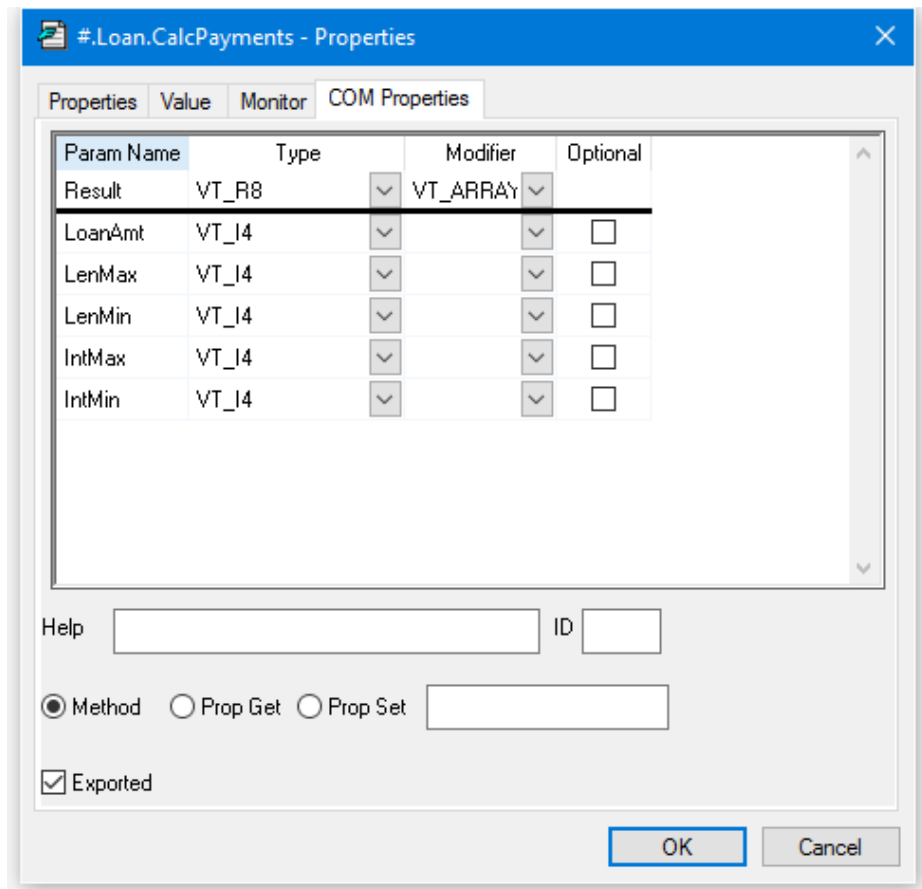 #.Loan.CalcPayments - Properties
Properties Value Monitor COM Properties
Param Name Type Modifier Optional
Result VT_R8 VT_ARRAY
LoanAmt VT_I4
LenMax VT_I4
LenMin VT_I4
IntMax VT_I4
IntMin VT_I4
Help ID
Method Prop Get Prop Set
Exported
OK Cancel